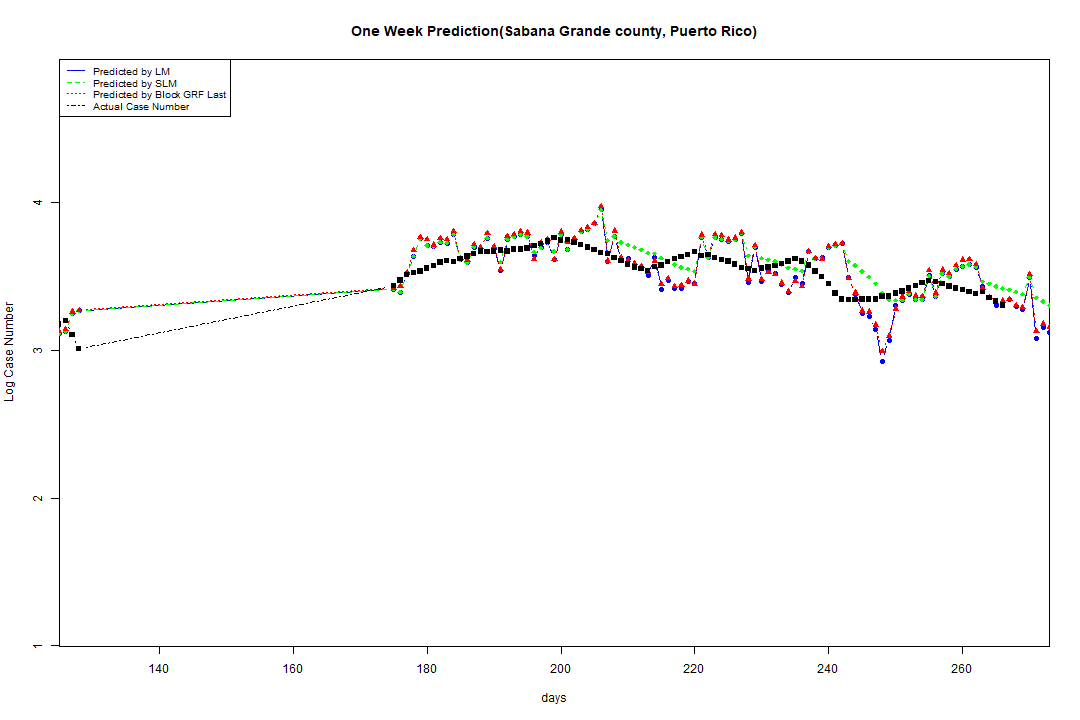 One Week Prediction(Sabana Grande county, Puerto Rico)
Predicted by LM
Predicted by SLM
Predicted by Block GRF Last
Actual Case Number
4
3
2
1
Log Case Number
140 160 180 200 220 240 260
days